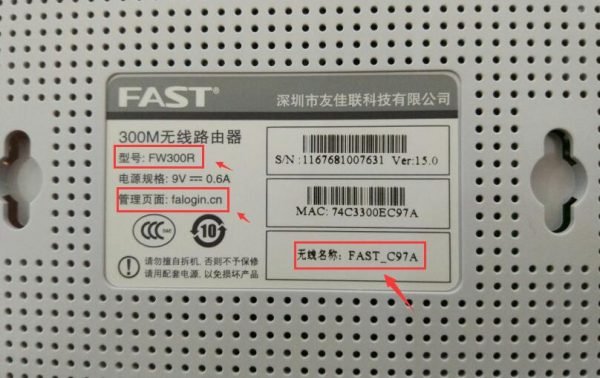 FAST®
深圳市友佳联科技有限公司
300M无线路由器
型号: FW300R
电源规格: 9V ⎓ 0.6A
管理页面: falogin.cn
S/N:1167681007631 Ver:15.0
MAC: 74C3300EC97A
无线名称: FAST_C97A
10
请勿擅自拆机, 否则不予保修
请用配套电源, 以免损坏产品